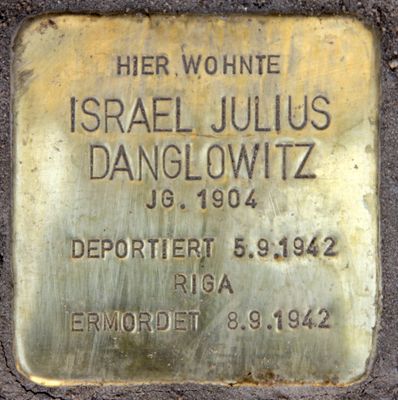 HIER WOHNTE
ISRAEL JULIUS
DANGLOWITZ
JG. 1904
DEPORTIERT 5.9.1942
RIGA
ERMORDET 8.9.1942